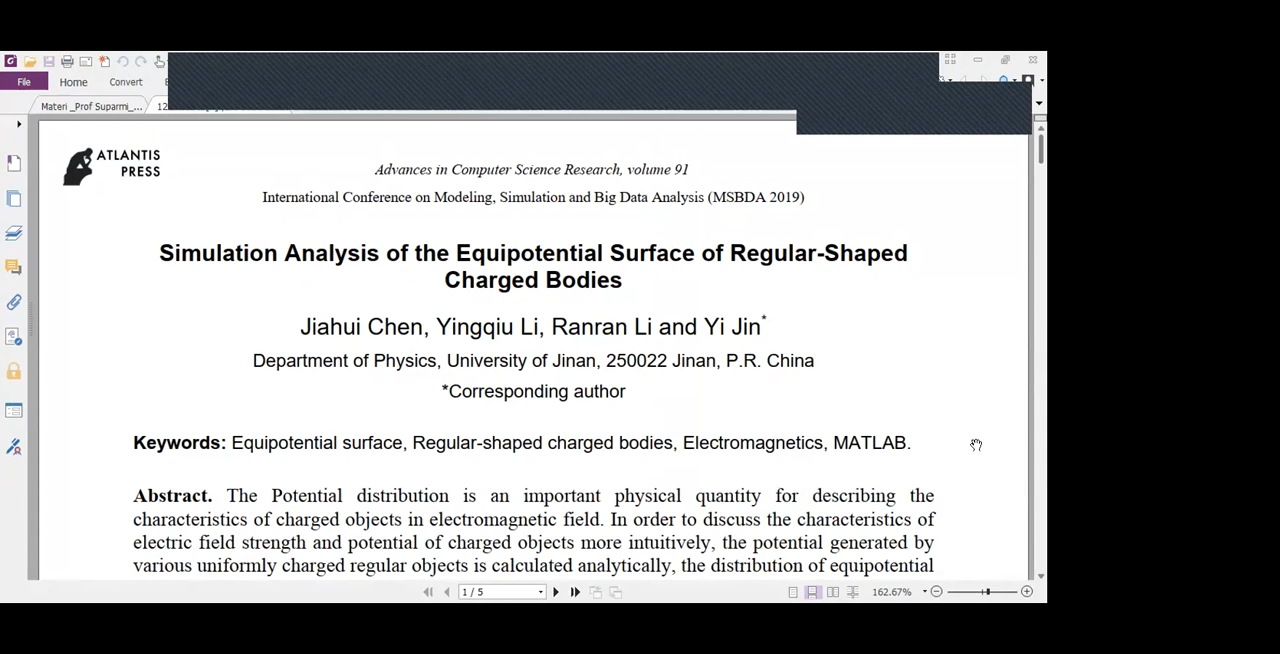 File Home Convert
Materi _Prof Suparmi_...
ATLANTIS
PRESS
Advances in Computer Science Research, volume 91
International Conference on Modeling, Simulation and Big Data Analysis (MSBDA 2019)
Simulation Analysis of the Equipotential Surface of Regular-Shaped
Charged Bodies
Jiahui Chen, Yingqiu Li, Ranran Li and Yi Jin*
Department of Physics, University of Jinan, 250022 Jinan, P.R. China
*Corresponding author
Keywords: Equipotential surface, Regular-shaped charged bodies, Electromagnetics, MATLAB.
Abstract. The Potential distribution is an important physical quantity for describing the
characteristics of charged objects in electromagnetic field. In order to discuss the characteristics of
electric field strength and potential of charged objects more intuitively, the potential generated by
various uniformly charged regular objects is calculated analytically, the distribution of equipotential
1 / 5
162.67%